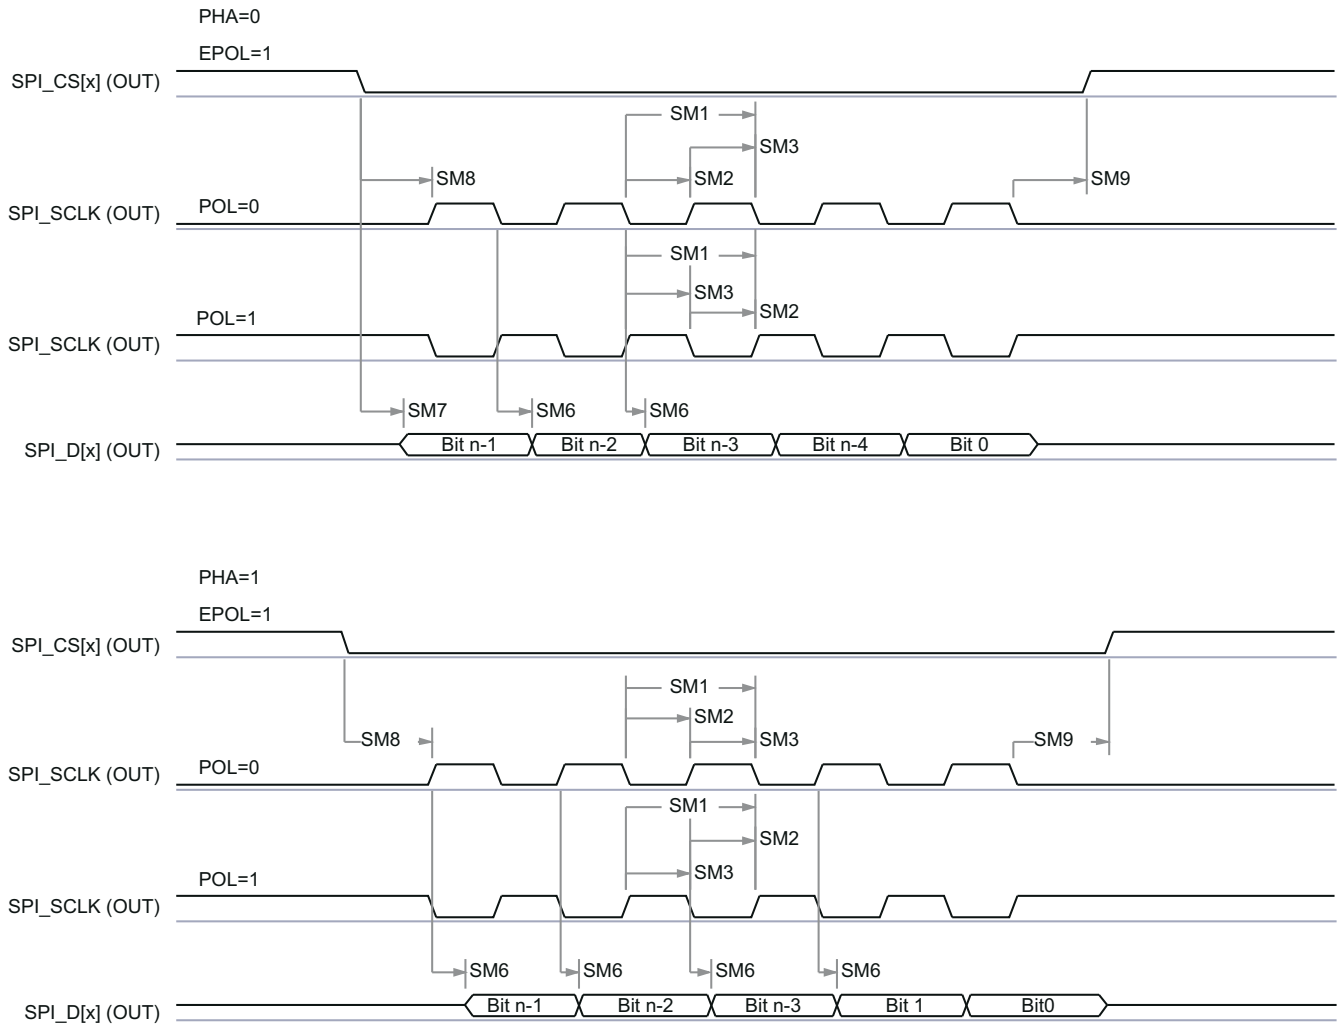 PHA=0
EPOL=1
SPI_CS[x] (OUT)
SM1
SM3
SM8
SM2
SM9
SPI_SCLK (OUT)
POL=0
SM1
SM3
SM2
POL=1
SPI_SCLK (OUT)
SM7
SM6
SM6
SPI_D[x] (OUT)
Bit n-1
Bit n-2
Bit n-3
Bit n-4
Bit 0
PHA=1
EPOL=1
SPI_CS[x] (OUT)
SM1
SM2
SM8
SM3
SM9
SPI_SCLK (OUT)
POL=0
SM1
SM2
SM3
POL=1
SPI_SCLK (OUT)
SM6
SM6
SM6
SM6
SPI_D[x] (OUT)
Bit n-1
Bit n-2
Bit n-3
Bit 1
Bit0